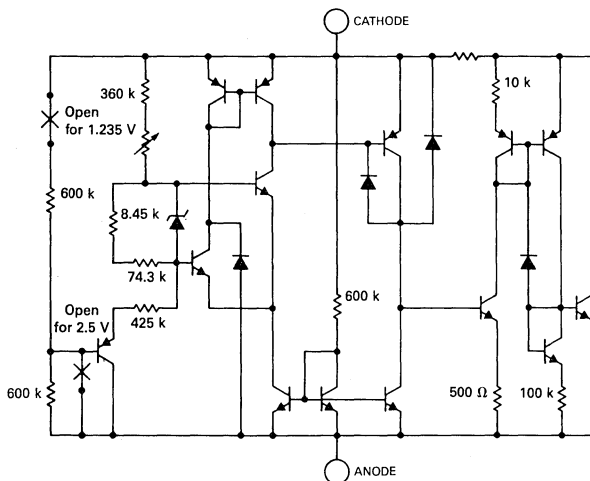 CATHODE
360 k
Open
for 1.235 V
10 k
600 k
8.45 k
74.3 k
Open
for 2.5 V
425 k
600 k
600 k
500 Ω
100 k
ANODE